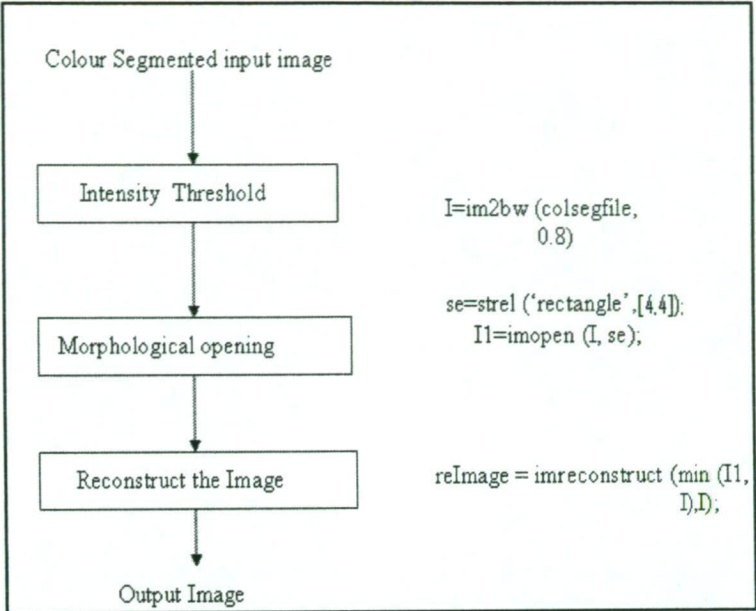 Colour Segmented input image
Intensity Threshold
I=im2bw (colsegfile,
0.8)
se=strel (‘rectangle’,[4,4]);
I1=imopen (I, se);
Morphological opening
Reconstruct the Image
reImage = imreconstruct (min (I1,
I),I);
Output Image